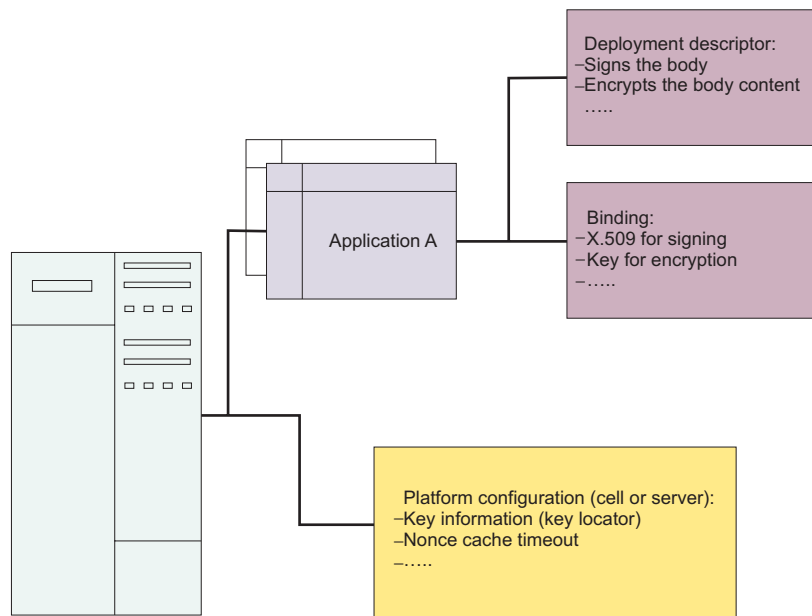 Deployment descriptor:
–Signs the body
–Encrypts the body content
…..
Application A
Binding:
–X.509 for signing
–Key for encryption
–…..
Platform configuration (cell or server):
–Key information (key locator)
–Nonce cache timeout
–…..